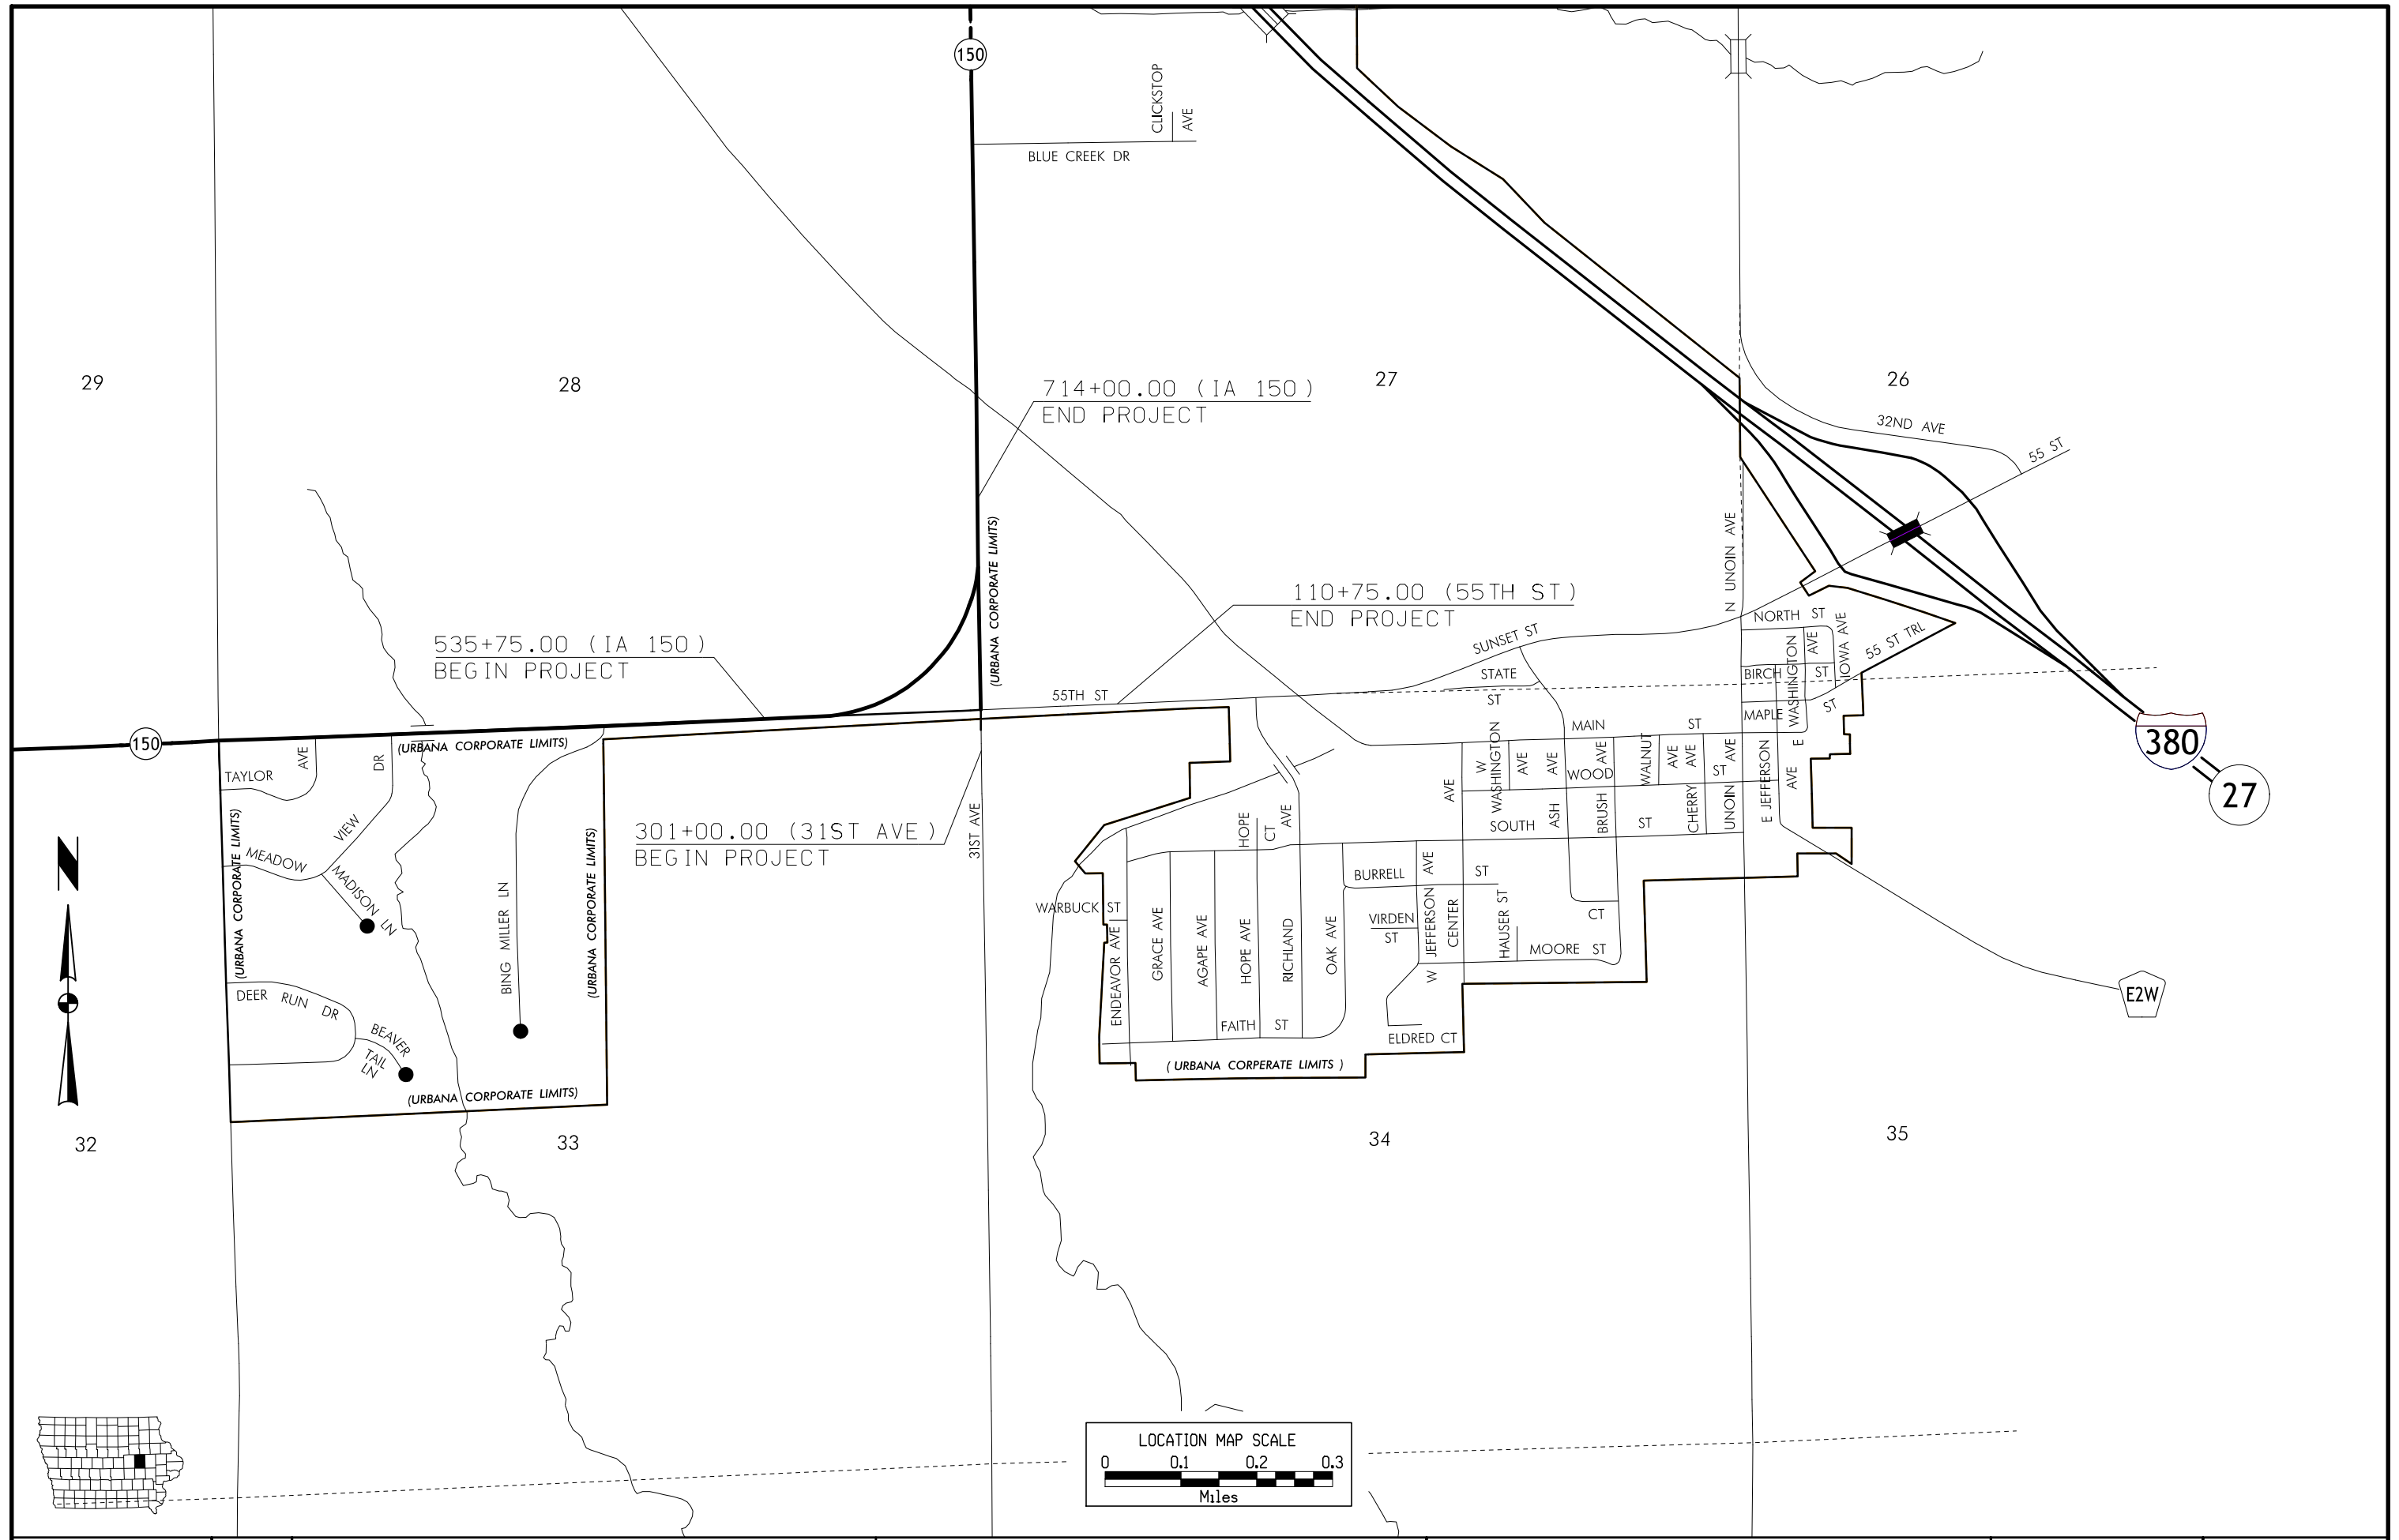 150
CLICKSTOP
AVE
BLUE CREEK DR
29
28
27
26
714+00.00 (IA 150)
END PROJECT
32ND AVE
55 ST
(URBANA CORPORATE LIMITS)
N UNOIN AVE
110+75.00 (55TH ST)
END PROJECT
535+75.00 (IA 150)
BEGIN PROJECT
SUNSET ST
NORTH ST
AVE
IOWA AVE
55 ST TRL
STATE
ST
BIRCH ST
E WASHINGTON
55TH ST
MAPLE ST
MAIN ST
150
(URBANA CORPORATE LIMITS)
380
27
TAYLOR
AVE
DR
VIEW
MEADOW
MADISON
LN
(URBANA CORPORATE LIMITS)
BING MILLER LN
(URBANA CORPORATE LIMITS)
301+00.00 (31ST AVE)
BEGIN PROJECT
31ST AVE
W
WASHINGTON
AVE
AVE
ASH
AVE
WOOD ST
BRUSH
AVE
WALNUT
AVE
CHERRY
AVE
UNOIN
AVE
E JEFFERSON
AVE
SOUTH ST
HOPE
CT
AVE
N
BURRELL ST
WARBUCK ST
VIRDEN
ST
W JEFFERSON AVE
CENTER
AVE
HAUSER ST
CT
MOORE ST
ENDEAVOR AVE
GRACE AVE
AGAPE AVE
HOPE AVE
RICHLAND
OAK AVE
FAITH ST
ELDRED CT
E2W
DEER RUN DR
BEAVER
TAIL
LN
(URBANA CORPORATE LIMITS)
( URBANA CORPERATE LIMITS )
32
33
34
35
LOCATION MAP SCALE
0 0.1 0.2 0.3
Miles